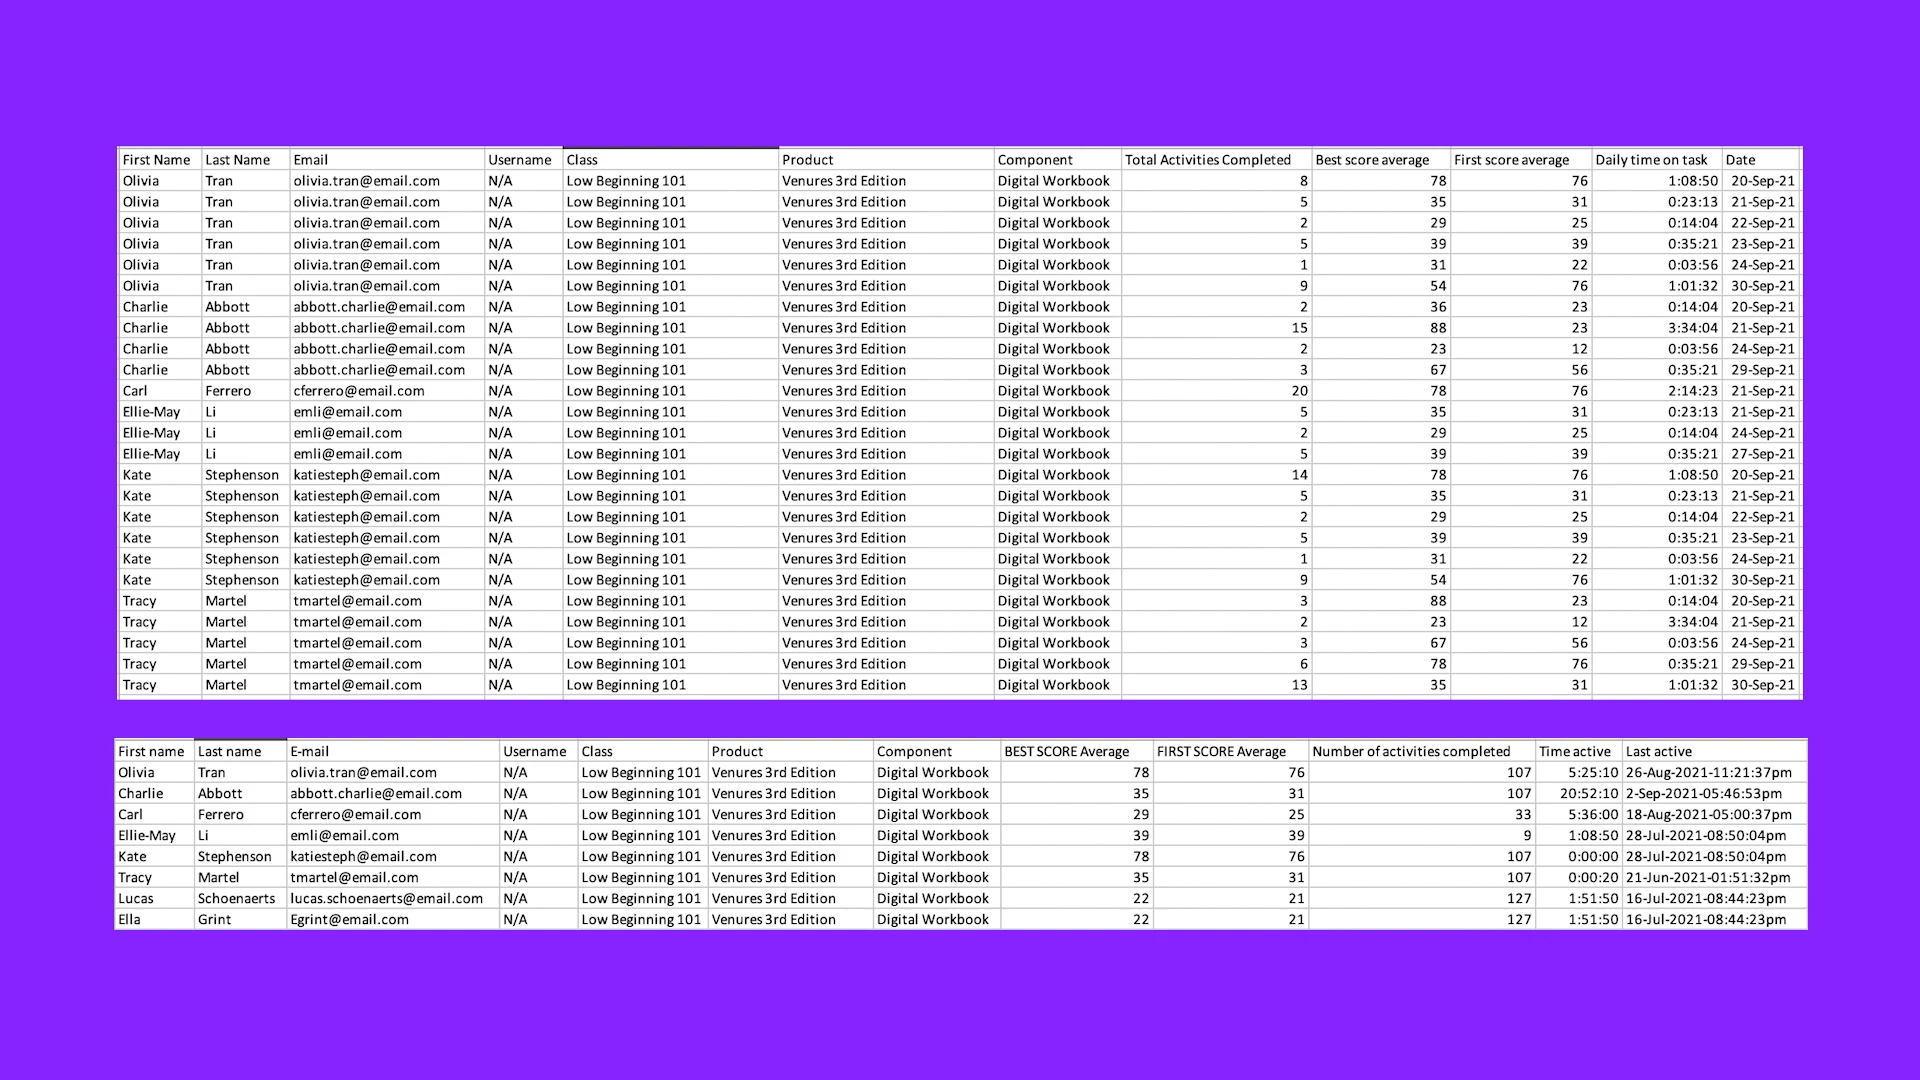 First Name Last Name Email Username Class Product Component Total Activities Completed Best score average First score average Daily time on task Date
Olivia Tran olivia.tran@email.com N/A Low Beginning 101 Venures 3rd Edition Digital Workbook 8 78 76 1:08:50 20-Sep-21
Olivia Tran olivia.tran@email.com N/A Low Beginning 101 Venures 3rd Edition Digital Workbook 5 35 31 0:23:13 21-Sep-21
Olivia Tran olivia.tran@email.com N/A Low Beginning 101 Venures 3rd Edition Digital Workbook 2 29 25 0:14:04 22-Sep-21
Olivia Tran olivia.tran@email.com N/A Low Beginning 101 Venures 3rd Edition Digital Workbook 5 39 39 0:35:21 23-Sep-21
Olivia Tran olivia.tran@email.com N/A Low Beginning 101 Venures 3rd Edition Digital Workbook 1 31 22 0:03:56 24-Sep-21
Olivia Tran olivia.tran@email.com N/A Low Beginning 101 Venures 3rd Edition Digital Workbook 9 54 76 1:01:32 30-Sep-21
Charlie Abbott abbott.charlie@email.com N/A Low Beginning 101 Venures 3rd Edition Digital Workbook 2 36 23 0:14:04 20-Sep-21
Charlie Abbott abbott.charlie@email.com N/A Low Beginning 101 Venures 3rd Edition Digital Workbook 15 88 23 3:34:04 21-Sep-21
Charlie Abbott abbott.charlie@email.com N/A Low Beginning 101 Venures 3rd Edition Digital Workbook 2 23 12 0:03:56 24-Sep-21
Charlie Abbott abbott.charlie@email.com N/A Low Beginning 101 Venures 3rd Edition Digital Workbook 3 67 56 0:35:21 29-Sep-21
Carl Ferrero cferrero@email.com N/A Low Beginning 101 Venures 3rd Edition Digital Workbook 20 78 76 2:14:23 21-Sep-21
Ellie-May Li emli@email.com N/A Low Beginning 101 Venures 3rd Edition Digital Workbook 5 35 31 0:23:13 21-Sep-21
Ellie-May Li emli@email.com N/A Low Beginning 101 Venures 3rd Edition Digital Workbook 2 29 25 0:14:04 24-Sep-21
Ellie-May Li emli@email.com N/A Low Beginning 101 Venures 3rd Edition Digital Workbook 5 39 39 0:35:21 27-Sep-21
Kate Stephenson katiesteph@email.com N/A Low Beginning 101 Venures 3rd Edition Digital Workbook 14 78 76 1:08:50 20-Sep-21
Kate Stephenson katiesteph@email.com N/A Low Beginning 101 Venures 3rd Edition Digital Workbook 5 35 31 0:23:13 21-Sep-21
Kate Stephenson katiesteph@email.com N/A Low Beginning 101 Venures 3rd Edition Digital Workbook 2 29 25 0:14:04 22-Sep-21
Kate Stephenson katiesteph@email.com N/A Low Beginning 101 Venures 3rd Edition Digital Workbook 5 39 39 0:35:21 23-Sep-21
Kate Stephenson katiesteph@email.com N/A Low Beginning 101 Venures 3rd Edition Digital Workbook 1 31 22 0:03:56 24-Sep-21
Kate Stephenson katiesteph@email.com N/A Low Beginning 101 Venures 3rd Edition Digital Workbook 9 54 76 1:01:32 30-Sep-21
Tracy Martel tmartel@email.com N/A Low Beginning 101 Venures 3rd Edition Digital Workbook 3 88 23 0:14:04 20-Sep-21
Tracy Martel tmartel@email.com N/A Low Beginning 101 Venures 3rd Edition Digital Workbook 2 23 12 3:34:04 21-Sep-21
Tracy Martel tmartel@email.com N/A Low Beginning 101 Venures 3rd Edition Digital Workbook 3 67 56 0:03:56 24-Sep-21
Tracy Martel tmartel@email.com N/A Low Beginning 101 Venures 3rd Edition Digital Workbook 6 78 76 0:35:21 29-Sep-21
Tracy Martel tmartel@email.com N/A Low Beginning 101 Venures 3rd Edition Digital Workbook 13 35 31 1:01:32 30-Sep-21
First name Last name E-mail Username Class Product Component BEST SCORE Average FIRST SCORE Average Number of activities completed Time active Last active
Olivia Tran olivia.tran@email.com N/A Low Beginning 101 Venures 3rd Edition Digital Workbook 78 76 107 5:25:10 26-Aug-2021-11:21:37pm
Charlie Abbott abbott.charlie@email.com N/A Low Beginning 101 Venures 3rd Edition Digital Workbook 35 31 107 20:52:10 2-Sep-2021-05:46:53pm
Carl Ferrero cferrero@email.com N/A Low Beginning 101 Venures 3rd Edition Digital Workbook 29 25 33 5:36:00 18-Aug-2021-05:00:37pm
Ellie-May Li emli@email.com N/A Low Beginning 101 Venures 3rd Edition Digital Workbook 39 39 9 1:08:50 28-Jul-2021-08:50:04pm
Kate Stephenson katiesteph@email.com N/A Low Beginning 101 Venures 3rd Edition Digital Workbook 78 76 107 0:00:00 28-Jul-2021-08:50:04pm
Tracy Martel tmartel@email.com N/A Low Beginning 101 Venures 3rd Edition Digital Workbook 35 31 107 0:00:20 21-Jun-2021-01:51:32pm
Lucas Schoenaerts lucas.schoenaerts@email.com N/A Low Beginning 101 Venures 3rd Edition Digital Workbook 22 21 127 1:51:50 16-Jul-2021-08:44:23pm
Ella Grint Egrint@email.com N/A Low Beginning 101 Venures 3rd Edition Digital Workbook 22 21 127 1:51:50 16-Jul-2021-08:44:23pm